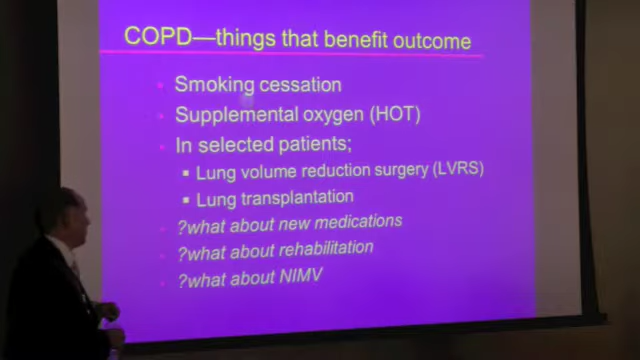 COPD—things that benefit outcome
Smoking cessation
Supplemental oxygen (HOT)
In selected patients;
Lung volume reduction surgery (LVRS)
Lung transplantation
?what about new medications
?what about rehabilitation
?what about NIMV